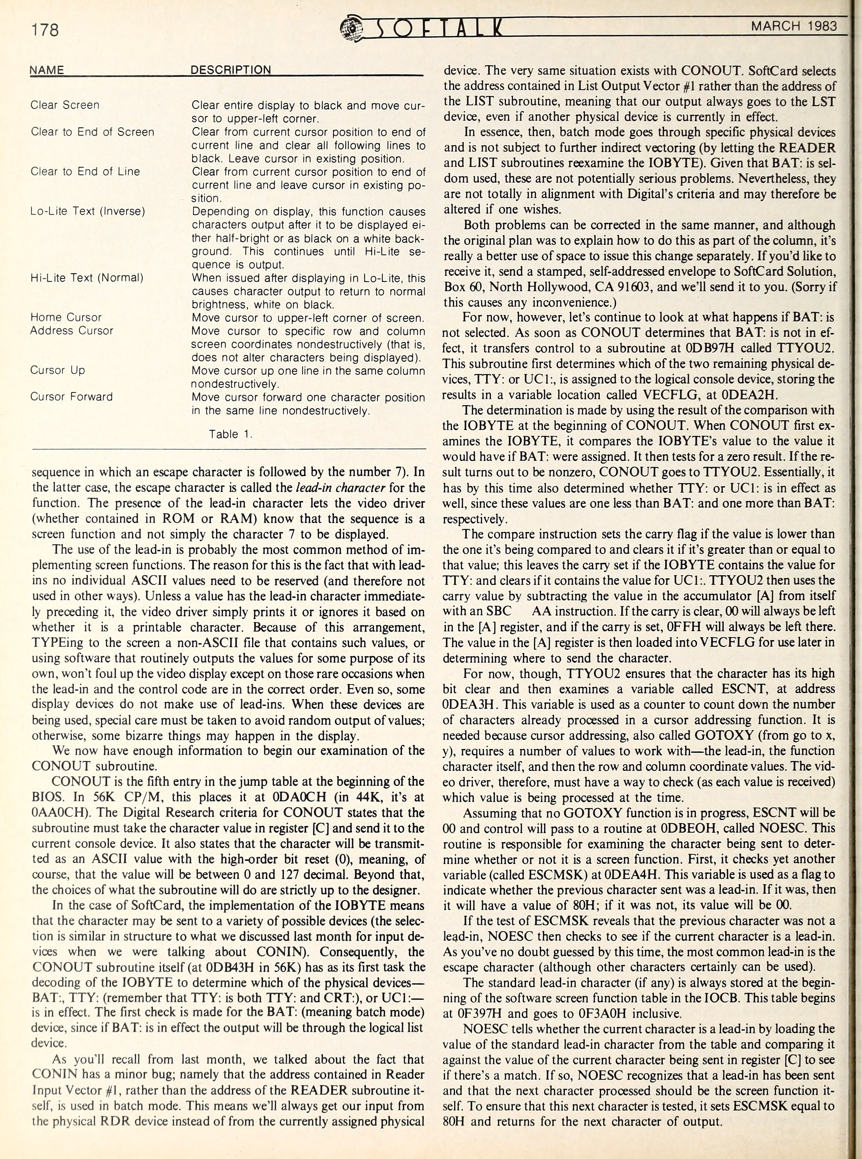 178
SOFTALK
MARCH 1983
NAME DESCRIPTION
Clear Screen Clear entire display to black and move cur-
sor to upper-left corner.
Clear to End of Screen Clear from current cursor position to end of
current line and clear all following lines to
black. Leave cursor in existing position.
Clear to End of Line Clear from current cursor position to end of
current line and leave cursor in existing po-
sition.
Lo-Lite Text (Inverse) Depending on display, this function causes
characters output after it to be displayed ei-
ther half-bright or as black on a white back-
ground. This continues until Hi-Lite se-
quence is output.
Hi-Lite Text (Normal) When issued after displaying in Lo-Lite, this
causes character output to return to normal
brightness, white on black.
Home Cursor Move cursor to upper-left corner of screen.
Address Cursor Move cursor to specific row and column
screen coordinates nondestructively (that is,
does not alter characters being displayed).
Cursor Up Move cursor up one line in the same column
nondestructively.
Cursor Forward Move cursor forward one character position
in the same line nondestructively.
Table 1.
sequence in which an escape character is followed by the number 7). In
the latter case, the escape character is called the lead-in character for the
function. The presence of the lead-in character lets the video driver
(whether contained in ROM or RAM) know that the sequence is a
screen function and not simply the character 7 to be displayed.
The use of the lead-in is probably the most common method of im-
plementing screen functions. The reason for this is the fact that with lead-
ins no individual ASCII values need to be reserved (and therefore not
used in other ways). Unless a value has the lead-in character immediate-
ly preceding it, the video driver simply prints it or ignores it based on
whether it is a printable character. Because of this arrangement,
TYPEing to the screen a non-ASCII file that contains such values, or
using software that routinely outputs the values for some purpose of its
own, won't foul up the video display except on those rare occasions when
the lead-in and the control code are in the correct order. Even so, some
display devices do not make use of lead-ins. When these devices are
being used, special care must be taken to avoid random output of values;
otherwise, some bizarre things may happen in the display.
We now have enough information to begin our examination of the
CONOUT subroutine.
CONOUT is the fifth entry in the jump table at the beginning of the
BIOS. In 56K CP/M, this places it at 0DA0CH (in 44K, it's at
0AA0CH). The Digital Research criteria for CONOUT states that the
subroutine must take the character value in register [C] and send it to the
current console device. It also states that the character will be transmit-
ted as an ASCII value with the high-order bit reset (0), meaning, of
course, that the value will be between 0 and 127 decimal. Beyond that,
the choices of what the subroutine will do are strictly up to the designer.
In the case of SoftCard, the implementation of the IOBYTE means
that the character may be sent to a variety of possible devices (the selec-
tion is similar in structure to what we discussed last month for input de-
vices when we were talking about CONIN). Consequently, the
CONOUT subroutine itself (at 0DB43H in 56K) has as its first task the
decoding of the IOBYTE to determine which of the physical devices—
BAT:, TTY: (remember that TTY: is both TTY: and CRT:), or UC1:—
is in effect. The first check is made for the BAT: (meaning batch mode)
device, since if BAT: is in effect the output will be through the logical list
device.
As you'll recall from last month, we talked about the fact that
CONIN has a minor bug; namely that the address contained in Reader
Input Vector #1, rather than the address of the READER subroutine it-
self, is used in batch mode. This means we'll always get our input from
the physical RDR device instead of from the currently assigned physical
device. The very same situation exists with CONOUT. SoftCard selects
the address contained in List Output Vector #1 rather than the address of
the LIST subroutine, meaning that our output always goes to the LST
device, even if another physical device is currently in effect.
In essence, then, batch mode goes through specific physical devices
and is not subject to further indirect vectoring (by letting the READER
and LIST subroutines reexamine the IOBYTE). Given that BAT: is sel-
dom used, these are not potentially serious problems. Nevertheless, they
are not totally in alignment with Digital's criteria and may therefore be
altered if one wishes.
Both problems can be corrected in the same manner, and although
the original plan was to explain how to do this as part of the column, it's
really a better use of space to issue this change separately. If you'd like to
receive it, send a stamped, self-addressed envelope to SoftCard Solution,
Box 60, North Hollywood, CA 91603, and we'll send it to you. (Sorry if
this causes any inconvenience.)
For now, however, let's continue to look at what happens if BAT: is
not selected. As soon as CONOUT determines that BAT: is not in ef-
fect, it transfers control to a subroutine at 0DB97H called TTYOU2.
This subroutine first determines which of the two remaining physical de-
vices, TTY: or UC1:, is assigned to the logical console device, storing the
results in a variable location called VECFLG, at 0DEA2H.
The determination is made by using the result of the comparison with
the IOBYTE at the beginning of CONOUT. When CONOUT first ex-
amines the IOBYTE, it compares the IOBYTE's value to the value it
would have if BAT: were assigned. It then tests for a zero result. If the re-
sult turns out to be nonzero, CONOUT goes to TTYOU2. Essentially, it
has by this time also determined whether TTY: or UC1: is in effect as
well, since these values are one less than BAT: and one more than BAT:
respectively.
The compare instruction sets the carry flag if the value is lower than
the one it's being compared to and clears it if it's greater than or equal to
that value; this leaves the carry set if the IOBYTE contains the value for
TTY: and clears if it contains the value for UC1:. TTYOU2 then uses the
carry value by subtracting the value in the accumulator [A] from itself
with an SBC AA instruction. If the carry is clear, 00 will always be left
in the [A] register, and if the carry is set, 0FFH will always be left there.
The value in the [A] register is then loaded into VECFLG for use later in
determining where to send the character.
For now, though, TTYOU2 ensures that the character has its high
bit clear and then examines a variable called ESCNT, at address
0DEA3H. This variable is used as a counter to count down the number
of characters already processed in a cursor addressing function. It is
needed because cursor addressing, also called GOTOXY (from go to x,
y), requires a number of values to work with—the lead-in, the function
character itself, and then the row and column coordinate values. The vid-
eo driver, therefore, must have a way to check (as each value is received)
which value is being processed at the time.
Assuming that no GOTOXY function is in progress, ESCNT will be
00 and control will pass to a routine at 0DBE0H, called NOESC. This
routine is responsible for examining the character being sent to deter-
mine whether or not it is a screen function. First, it checks yet another
variable (called ESCMSK) at 0DEA4H. This variable is used as a flag to
indicate whether the previous character sent was a lead-in. If it was, then
it will have a value of 80H; if it was not, its value will be 00.
If the test of ESCMSK reveals that the previous character was not a
lead-in, NOESC then checks to see if the current character is a lead-in.
As you've no doubt guessed by this time, the most common lead-in is the
escape character (although other characters certainly can be used).
The standard lead-in character (if any) is always stored at the begin-
ning of the software screen function table in the IOCB. This table begins
at 0F397H and goes to 0F3A0H inclusive.
NOESC tells whether the current character is a lead-in by loading the
value of the standard lead-in character from the table and comparing it
against the value of the current character being sent in register [C] to see
if there's a match. If so, NOESC recognizes that a lead-in has been sent
and that the next character processed should be the screen function it-
self. To ensure that this next character is tested, it sets ESCMSK equal to
80H and returns for the next character of output.